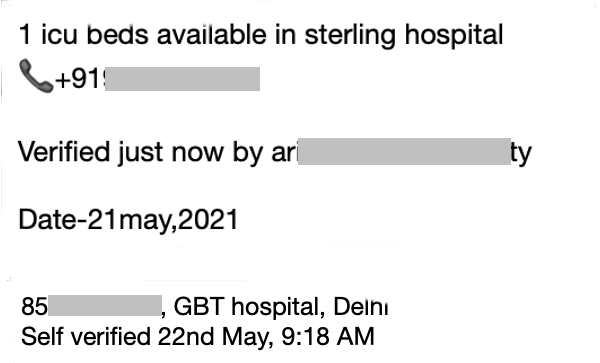 1 icu beds available in sterling hospital
📞+91
Verified just now by
Date-21may,2021
85, GBT hospital, Delhi
Self verified 22nd May, 9:18 AM